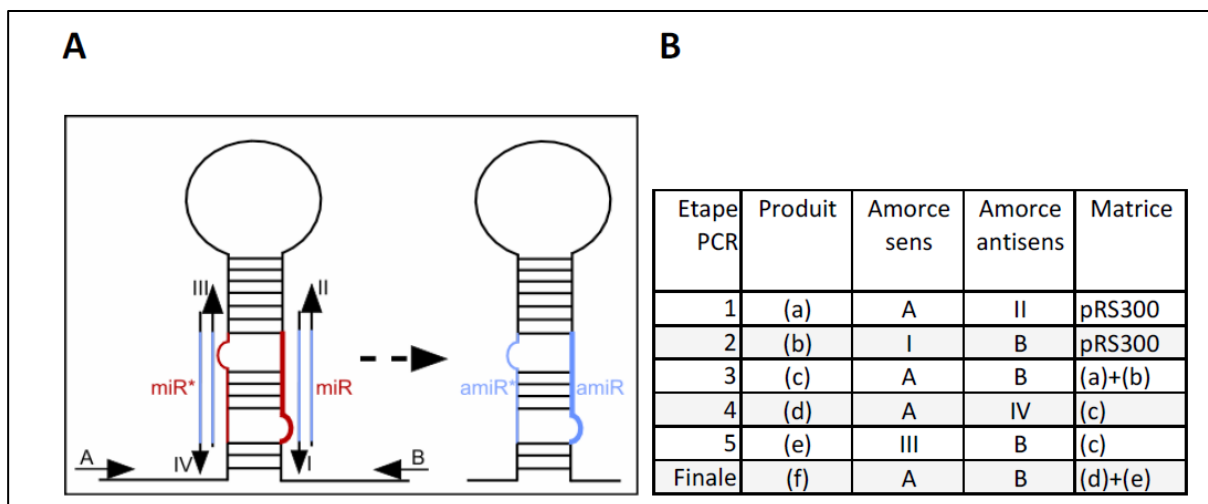 A
B
III
II
miR*
miR
amiR*
amiR
A
IV
I
B
Etape PCR Produit Amorce sens Amorce antisens Matrice
1 (a) A II pRS300
2 (b) I B pRS300
3 (c) A B (a)+(b)
4 (d) A IV (c)
5 (e) III B (c)
Finale (f) A B (d)+(e)